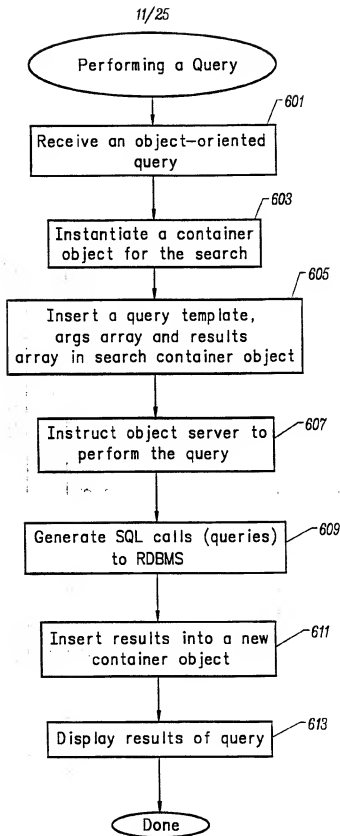 11/25
Performing a Query
601
Receive an object-oriented
query
603
Instantiate a container
object for the search
605
Insert a query template,
args array and results
array in search container object
607
Instruct object server to
perform the query
609
Generate SQL calls (queries)
to RDBMS
611
Insert results into a new
container object
613
Display results of query
Done